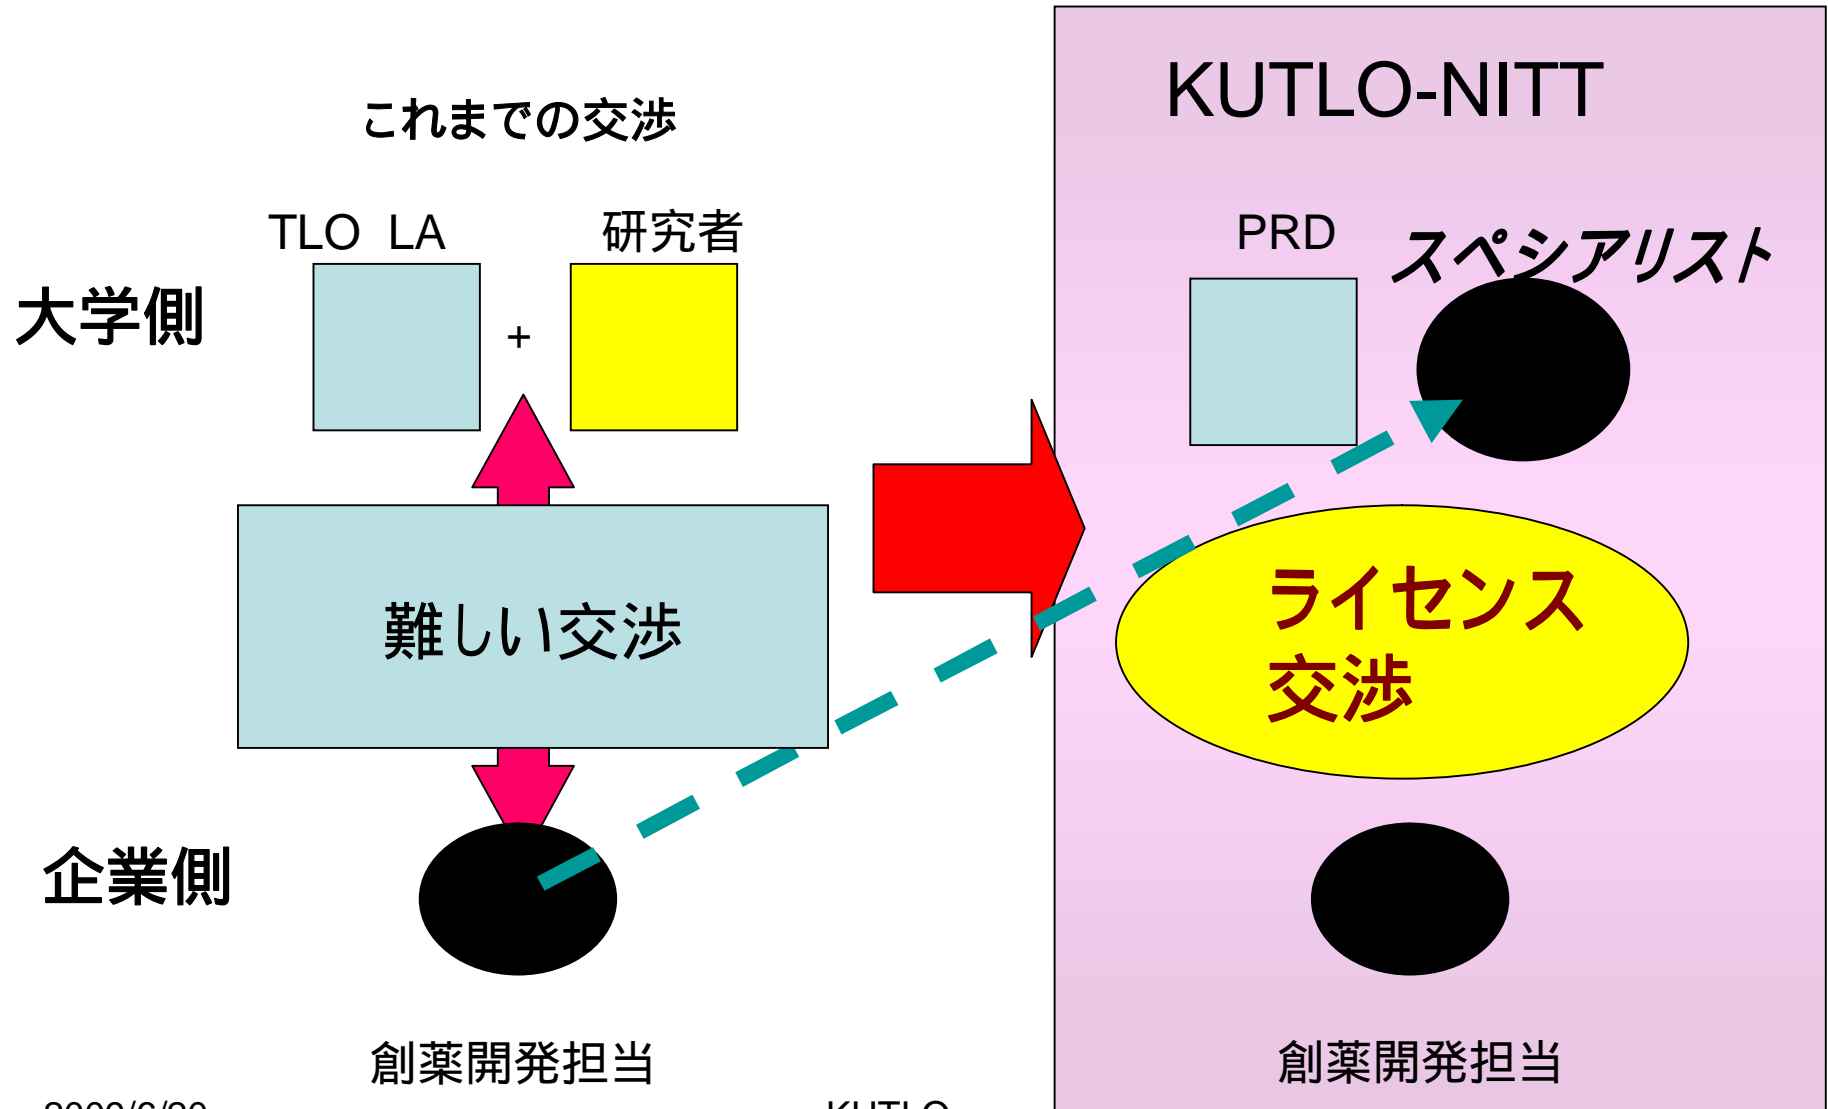 KUTLO-NITT
これまでの交渉
TLO LA
研究者
PRD
スペシアリスト
大学側
+
難しい交渉
ライセンス
交渉
企業側
創薬開発担当
創薬開発担当
KUTLO